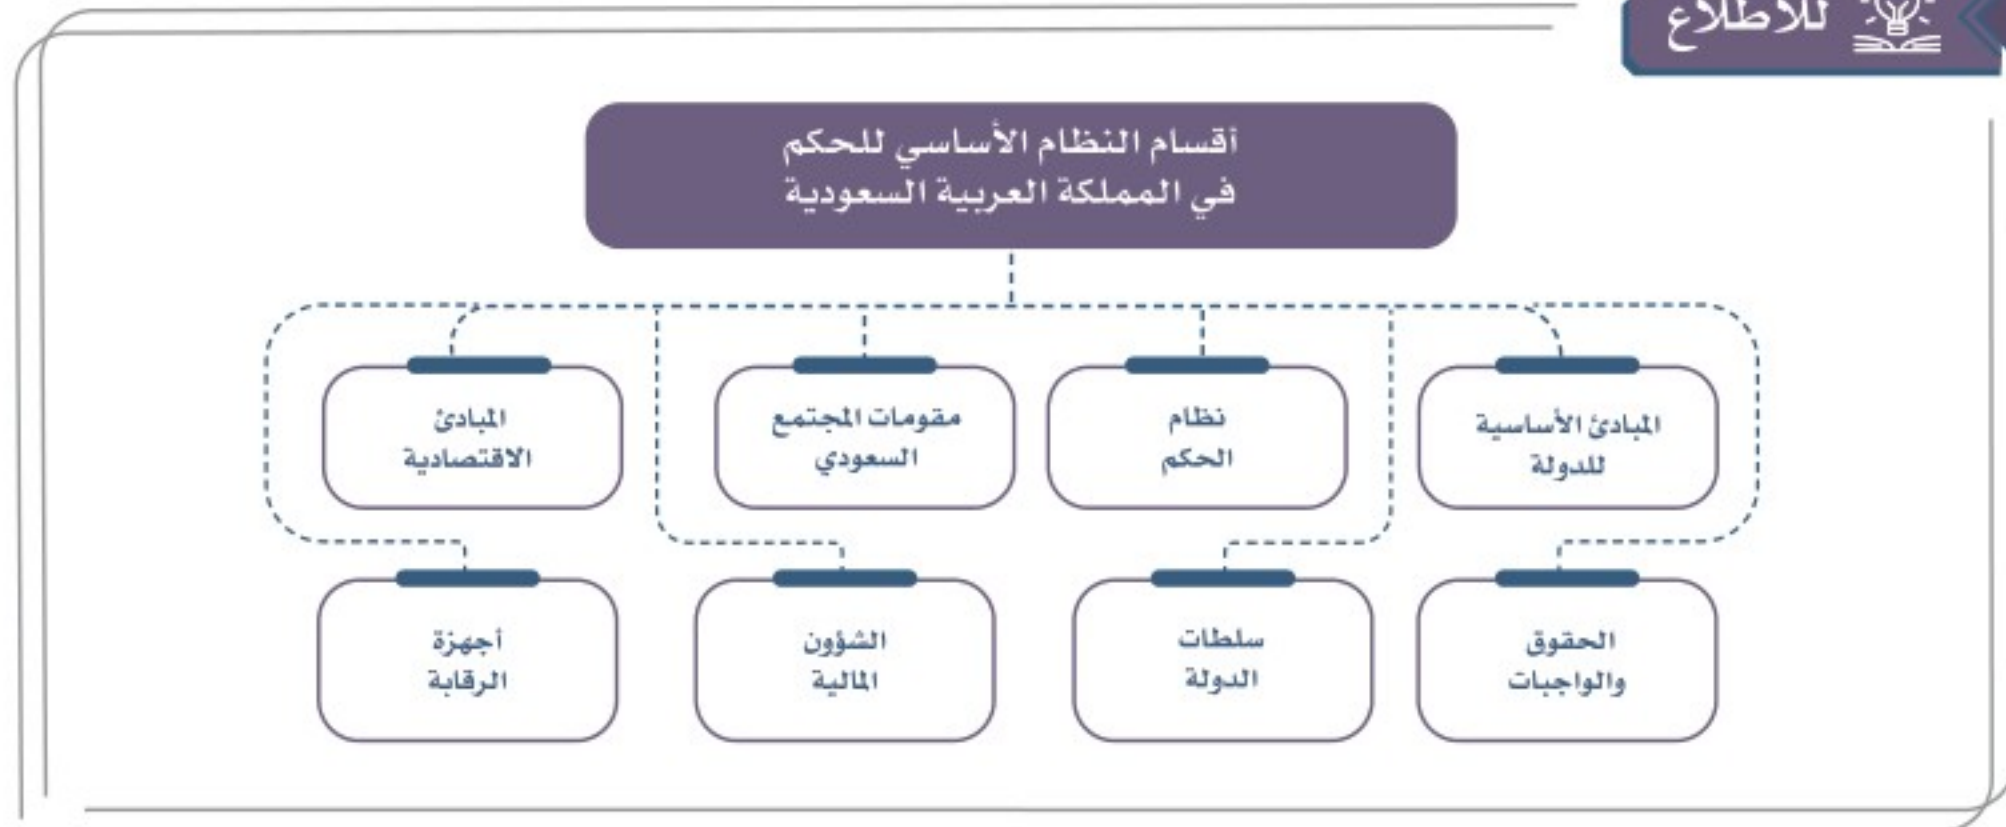 للاطلاع
أقسام النظام الأساسي للحكم
في المملكة العربية السعودية
المبادئ الأساسية
للدولة
نظام
الحكم
مقومات المجتمع
السعودي
المبادئ
الاقتصادية
الحقوق
والواجبات
سلطات
الدولة
الشؤون
المالية
أجهزة
الرقابة